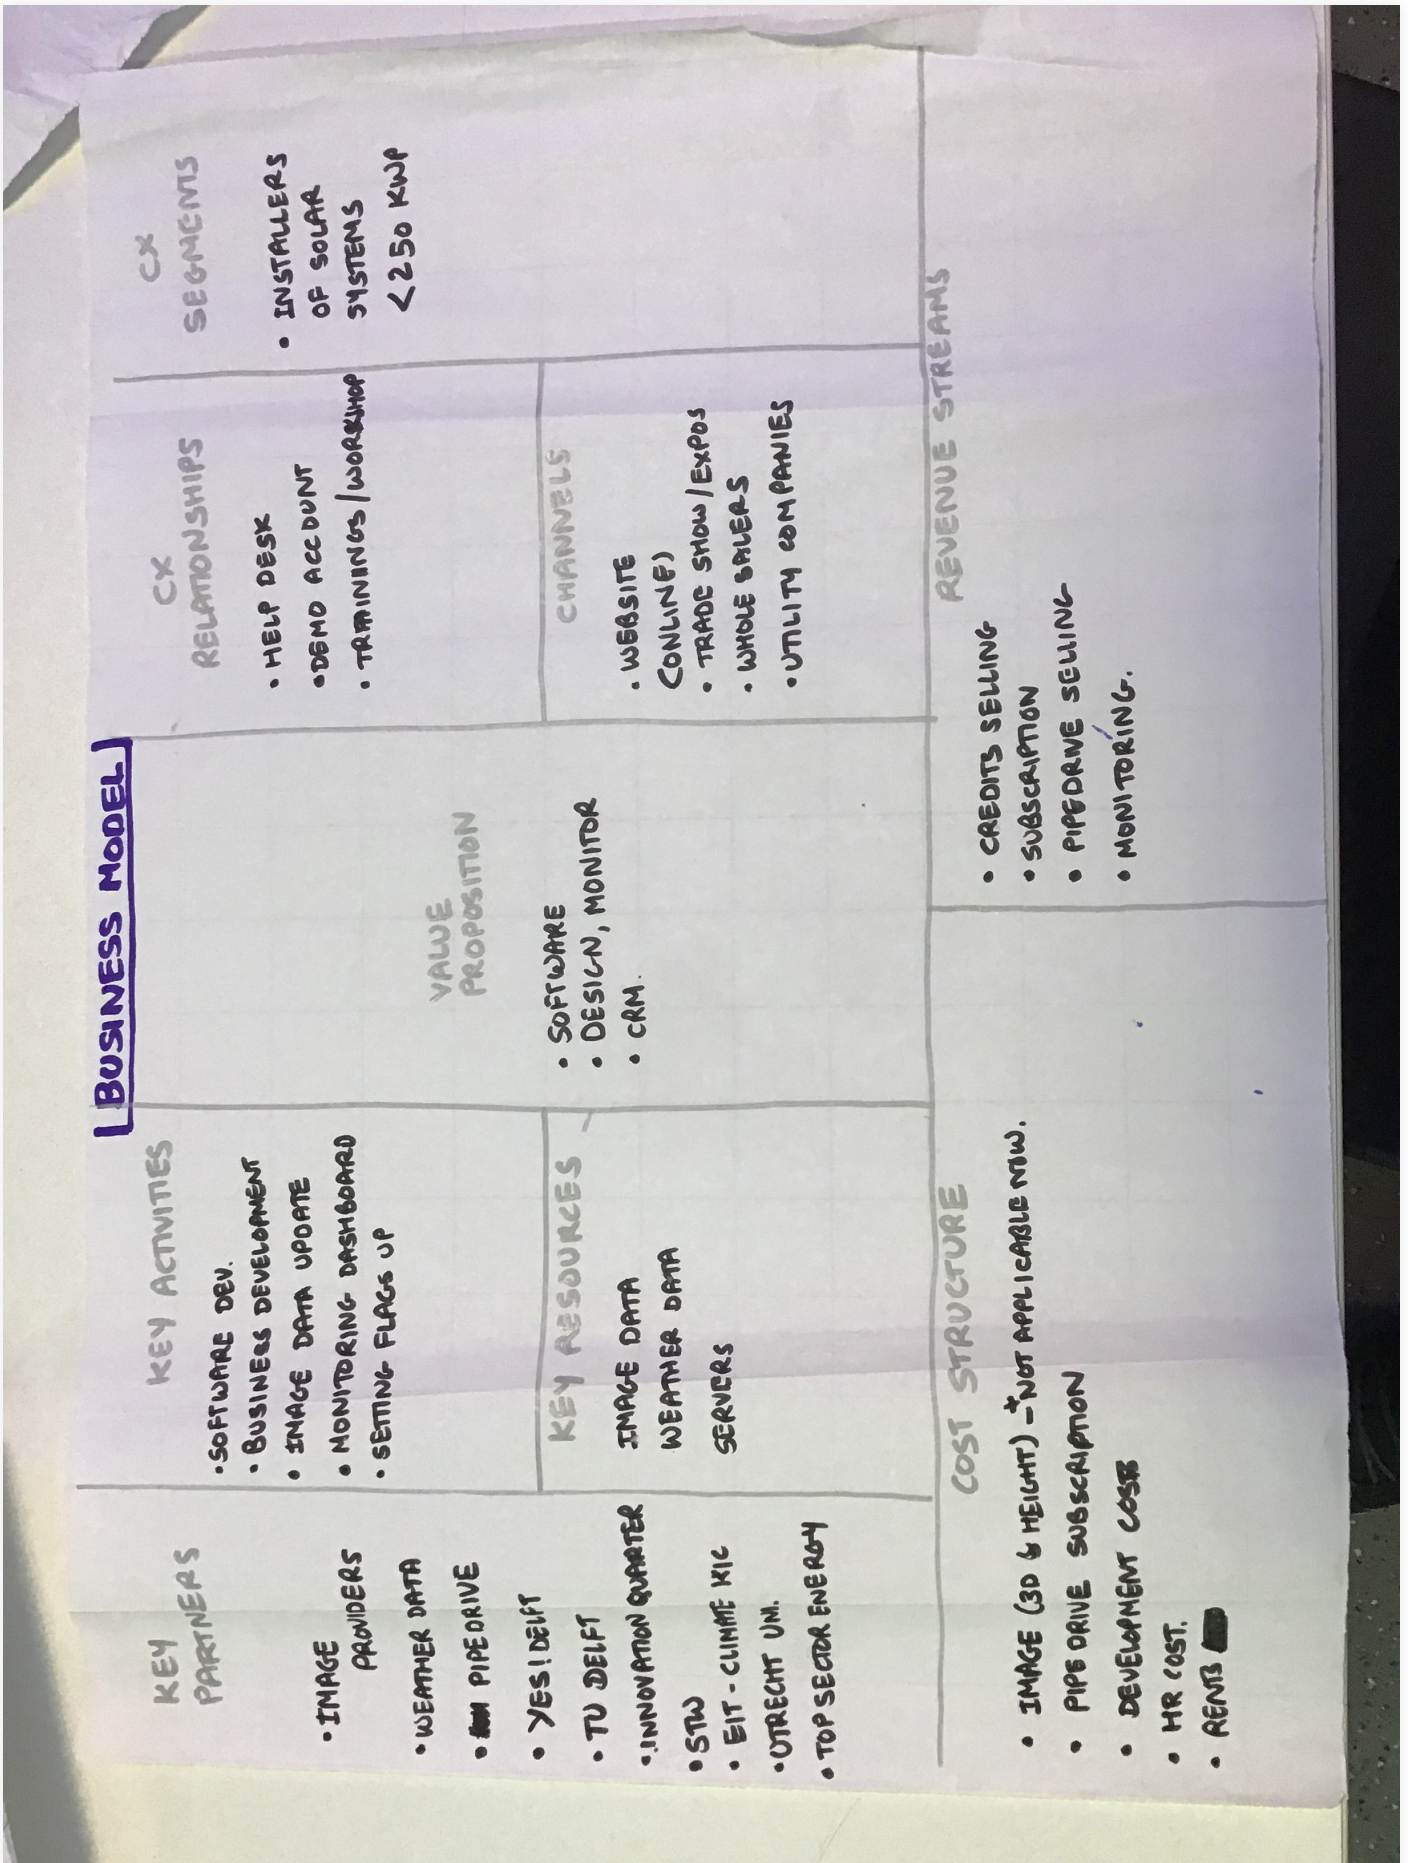 BUSINESS MODEL
KEY
PARTNERS
• IMAGE
PROVIDERS
• WEATHER DATA
• PIPEDRIVE
• YES!DELFT
• TU DELFT
• INNOVATION QUARTER
• STW
• EIT-CLIMATE KIC
• UTRECHT UNI.
• TOPSECTOR ENERGY
KEY ACTIVITIES
• SOFTWARE DEV.
• BUSINERS DEVELOPMENT
• IMAGE DATA UPDATE
• MONITORING DASHBOARD
• SETTING FLAGS UP
KEY RESOURCES
IMAGE DATA
WEATHER DATA
SERVERS
VALUE
PROPOSITION
• SOFTWARE
• DESIGN, MONITOR
• CRM.
CX
RELATIONSHIPS
• HELP DESK
• DEMO ACCOUNT
• TRAININGS/WORKSHOP
CHANNELS
• WEBSITE
(ONLINE)
• TRADE SHOW/EXPOS
• WHOLE SALERS
• UTILITY COMPANIES
CX
SEGMENTS
• INSTALLERS
OF SOLAR
SYSTEMS
<250 KWP
COST STRUCTURE
• IMAGE (3D & HEIGHT) -* NOT APPLICABLE NOW.
• PIPE DRIVE SUBSCRIPTION
• DEVELOPMENT COST
• HR COST.
• RENTS
REVENUE STREAMS
• CREDITS SELLING
• SUBSCRIPTION
• PIPEDRIVE SELLING
• MONITORING.